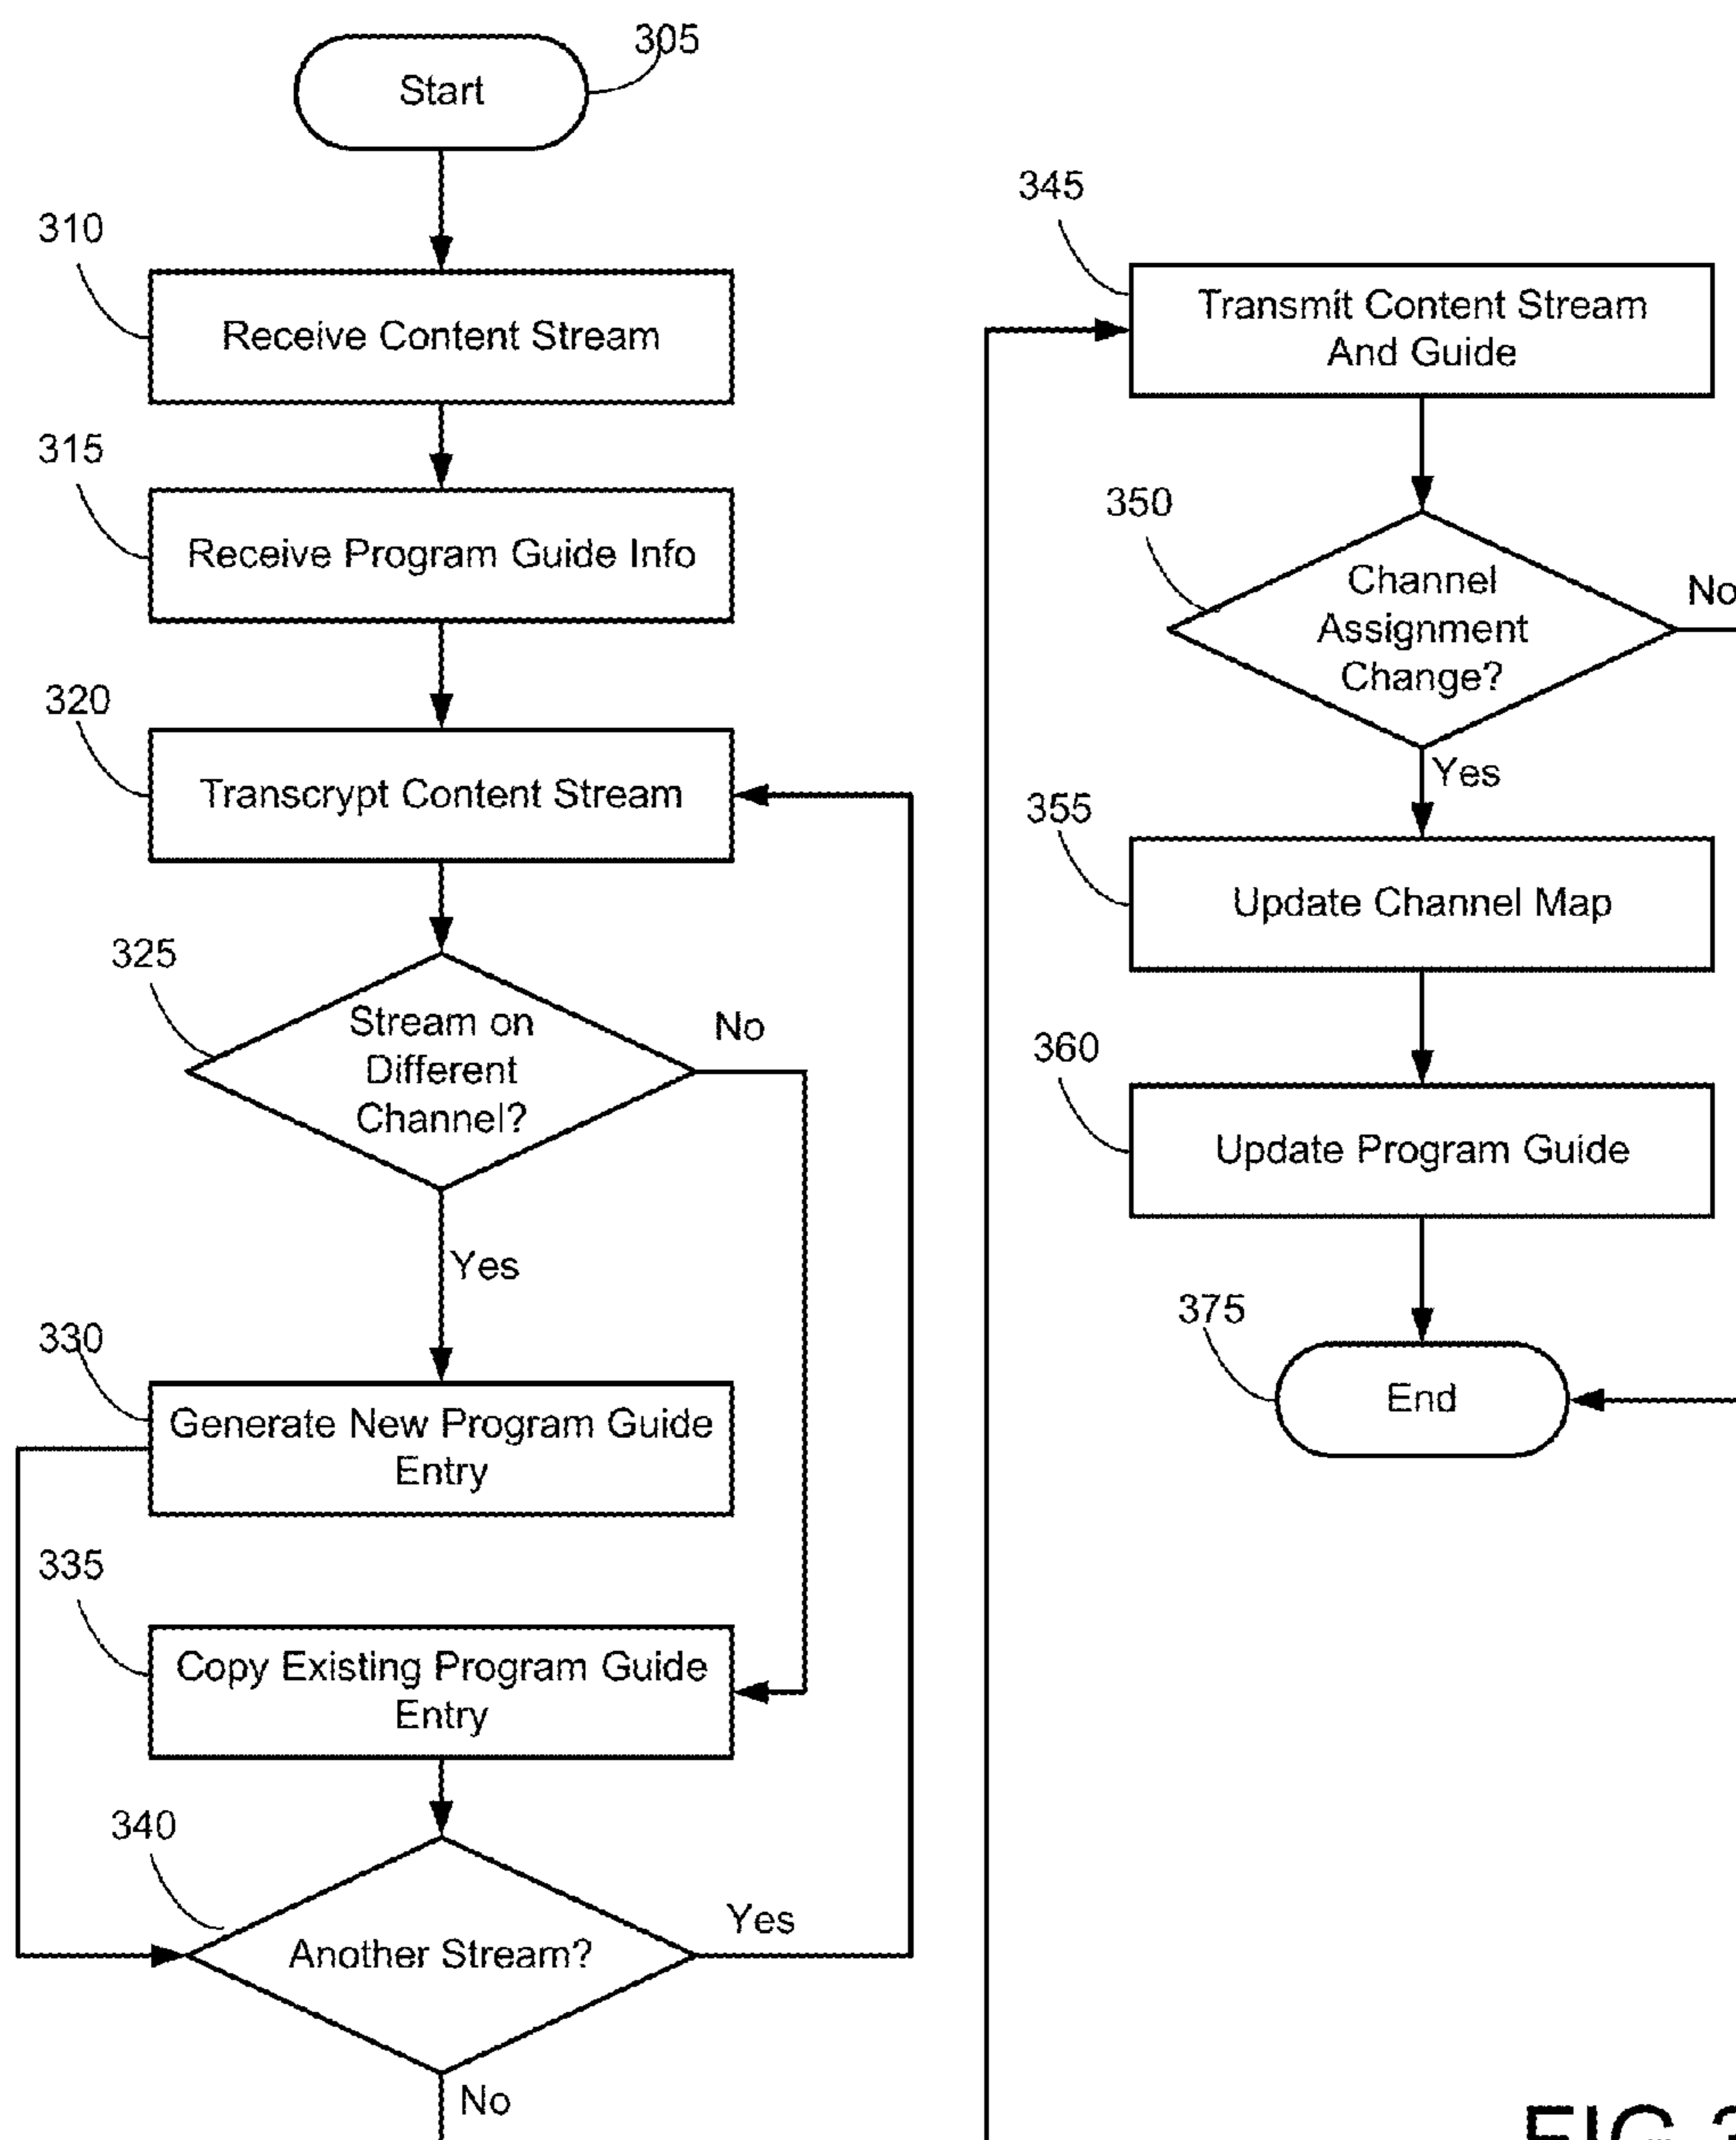 305
Start
310
Receive Content Stream
315
Receive Program Guide Info
320
Transcrypt Content Stream
325
Stream on
Different
Channel?
No
Yes
330
Generate New Program Guide
Entry
335
Copy Existing Program Guide
Entry
340
Another Stream?
Yes
No
345
Transmit Content Stream
And Guide
350
Channel
Assignment
Change?
No
Yes
355
Update Channel Map
360
Update Program Guide
375
End